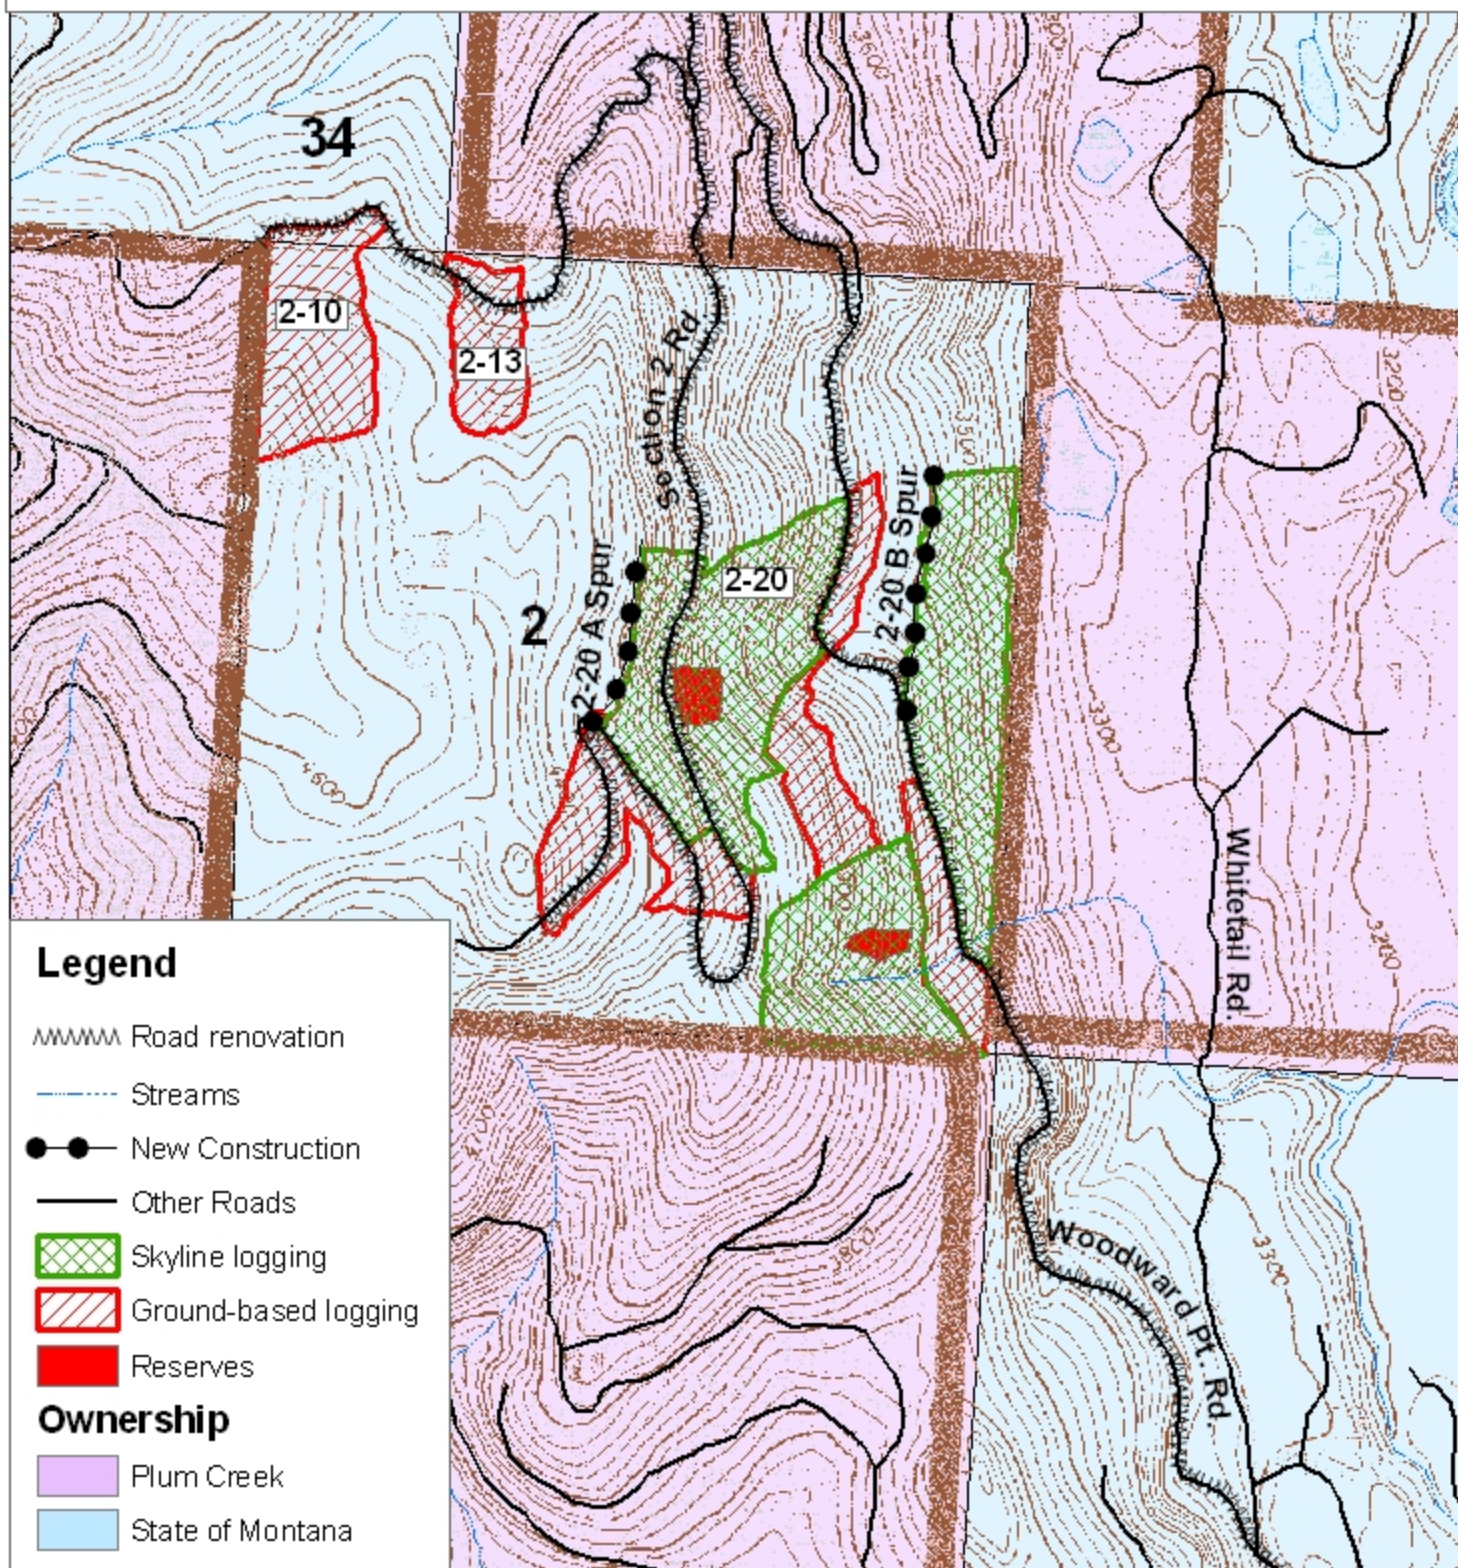 3600
34
2-10
2-13
Section 2 Rd
3200
2-20
2-20 A Spur
2-20 B Spur
2
3300
Whitetail Rd.
3200
3300
Woodward Pt. Rd.
Legend
Road renovation
Streams
New Construction
Other Roads
Skyline logging
Ground-based logging
Reserves
Ownership
Plum Creek
State of Montana